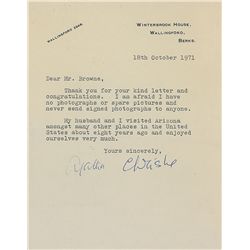 WALLINGFORD 2248.
WINTERBROOK HOUSE,
WALLINGFORD,
BERKS.
18th October 1971
Dear Mr. Browne,
Thank you for your kind letter and
congratulations. I am afraid I have
no photographs or spare pictures and
never send signed photographs to anyone.
My husband and I visited Arizona
amongst many other places in the United
States about eight years ago and enjoyed
ourselves very much.
Yours sincerely,
Agatha Christie